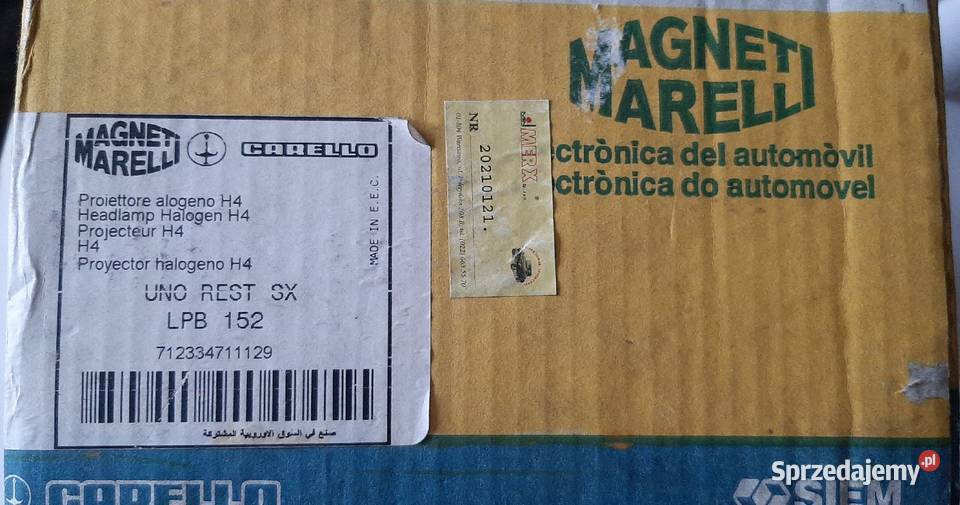 MAGNETI
MARELLI
CARELLO
Proiettore alogeno H4
Headlamp Halogen H4
Projecteur H4
H4
Proyector halogeno H4
MADE IN E.E.C.
UNO REST SX
LPB 152
712334711129
صنع في السوق الاوروبية المشتركة
MERX
NR 20210121.
MAGNETI
MARELLI
ectrònica del automòvil
ectrònica do automovel
CARELLO
SIEM
Sprzedajemy.pl